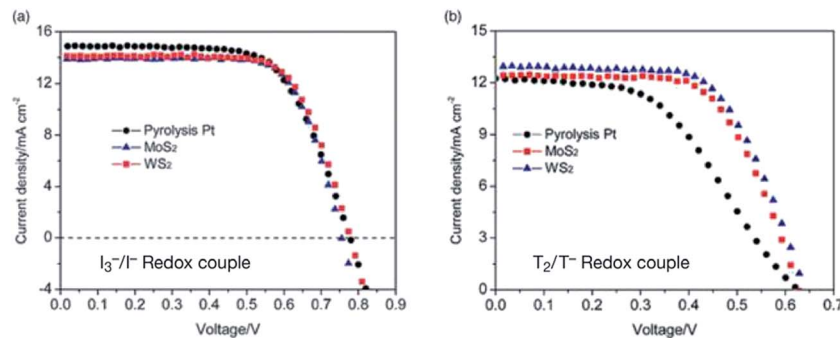 (a)
16
12
8
4
0
-4
Current density/mA cm⁻²
Pyrolysis Pt
MoS₂
WS₂
I₃⁻/I⁻ Redox couple
0.0 0.1 0.2 0.3 0.4 0.5 0.6 0.7 0.8 0.9
Voltage/V
(b)
15
12
9
6
3
0
Current density/mA cm⁻²
Pyrolysis Pt
MoS₂
WS₂
T₂/T⁻ Redox couple
0.0 0.1 0.2 0.3 0.4 0.5 0.6 0.7
Voltage/V